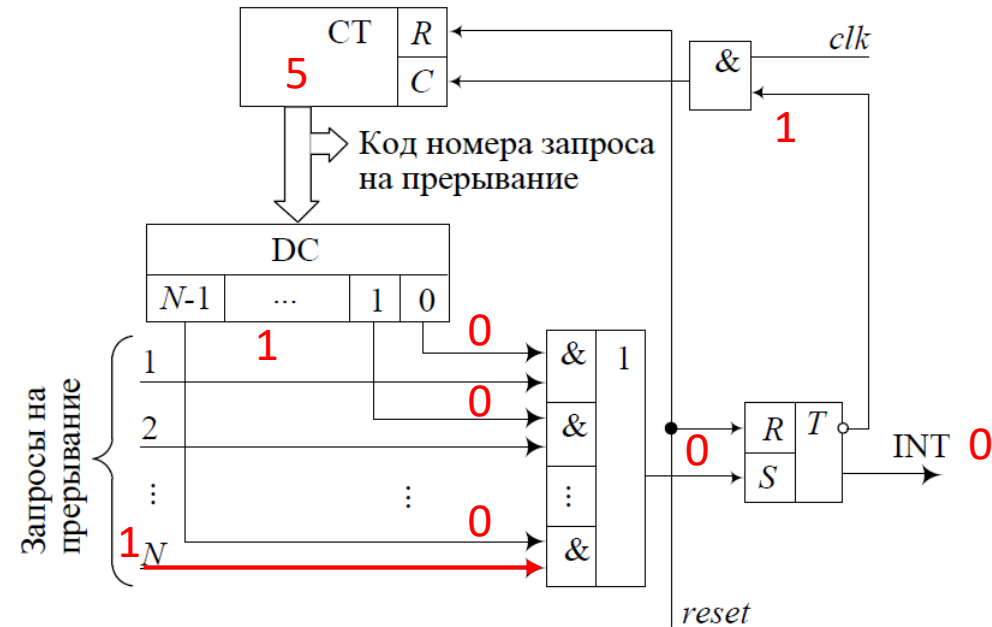 CT R
clk
&
5
C
1
Код номера запроса
на прерывание
DC
N-1 ... 1 0
1
0
Запросы на
прерывание
1
& 1
0
2
&
R T
0
INT 0
S
⋮ ⋮ ⋮
0
1
N
&
reset